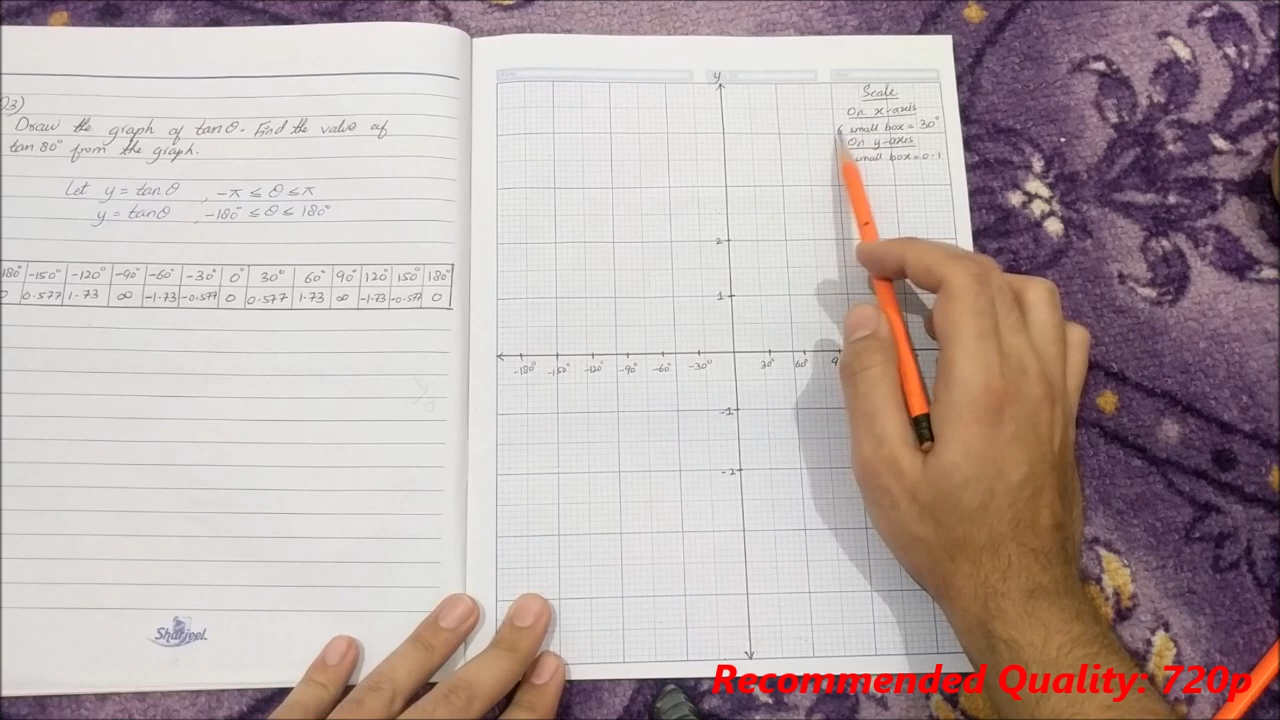 Q3)
Draw the graph of tanθ. Find the value of
tan 80° from the graph.
Let y = tanθ , -π ≤ θ ≤ π
y = tanθ , -180° ≤ θ ≤ 180°
180° -150° -120° -90° -60° -30° 0° 30° 60° 90° 120° 150° 180°
0 0.577 1.73 ∞ -1.73 -0.577 0 0.577 1.73 ∞ -1.73 -0.577 0
Sharjeel
y
Scale
On x-axis
6 small box = 30°
On y-axis
small box = 0.1
2
1
-180° -150° -120° -90° -60° -30° 30° 60° 9
-1
-2
Recommended Quality: 720p